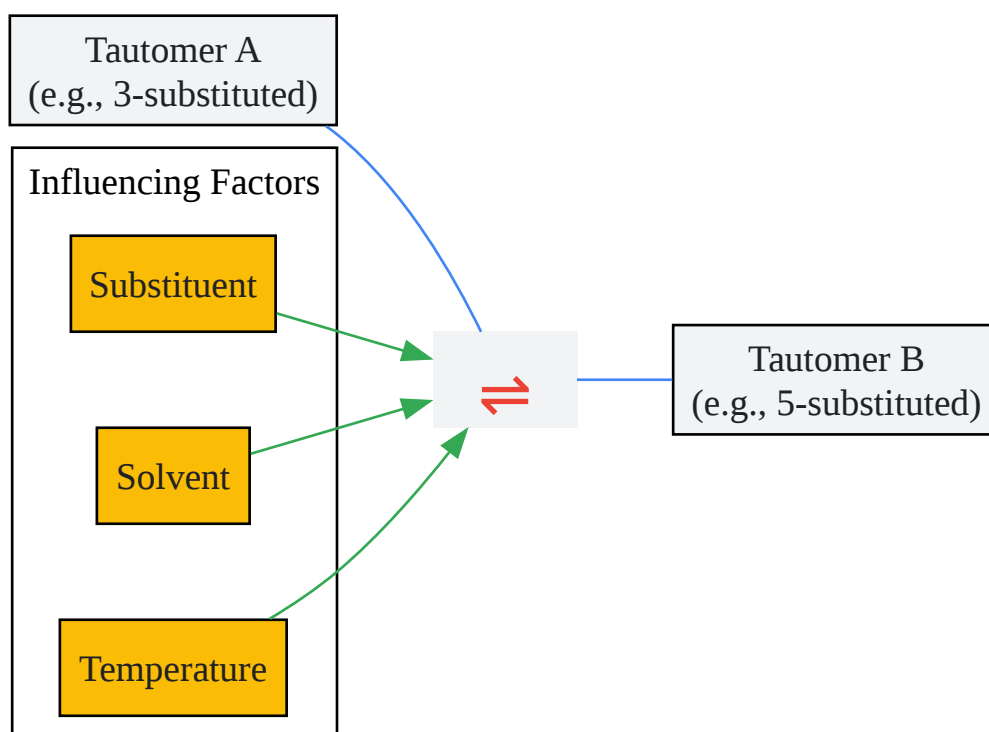 Tautomer A
(e.g., 3-substituted)
Influencing Factors
Substituent
Solvent
Temperature
⇌
Tautomer B
(e.g., 5-substituted)